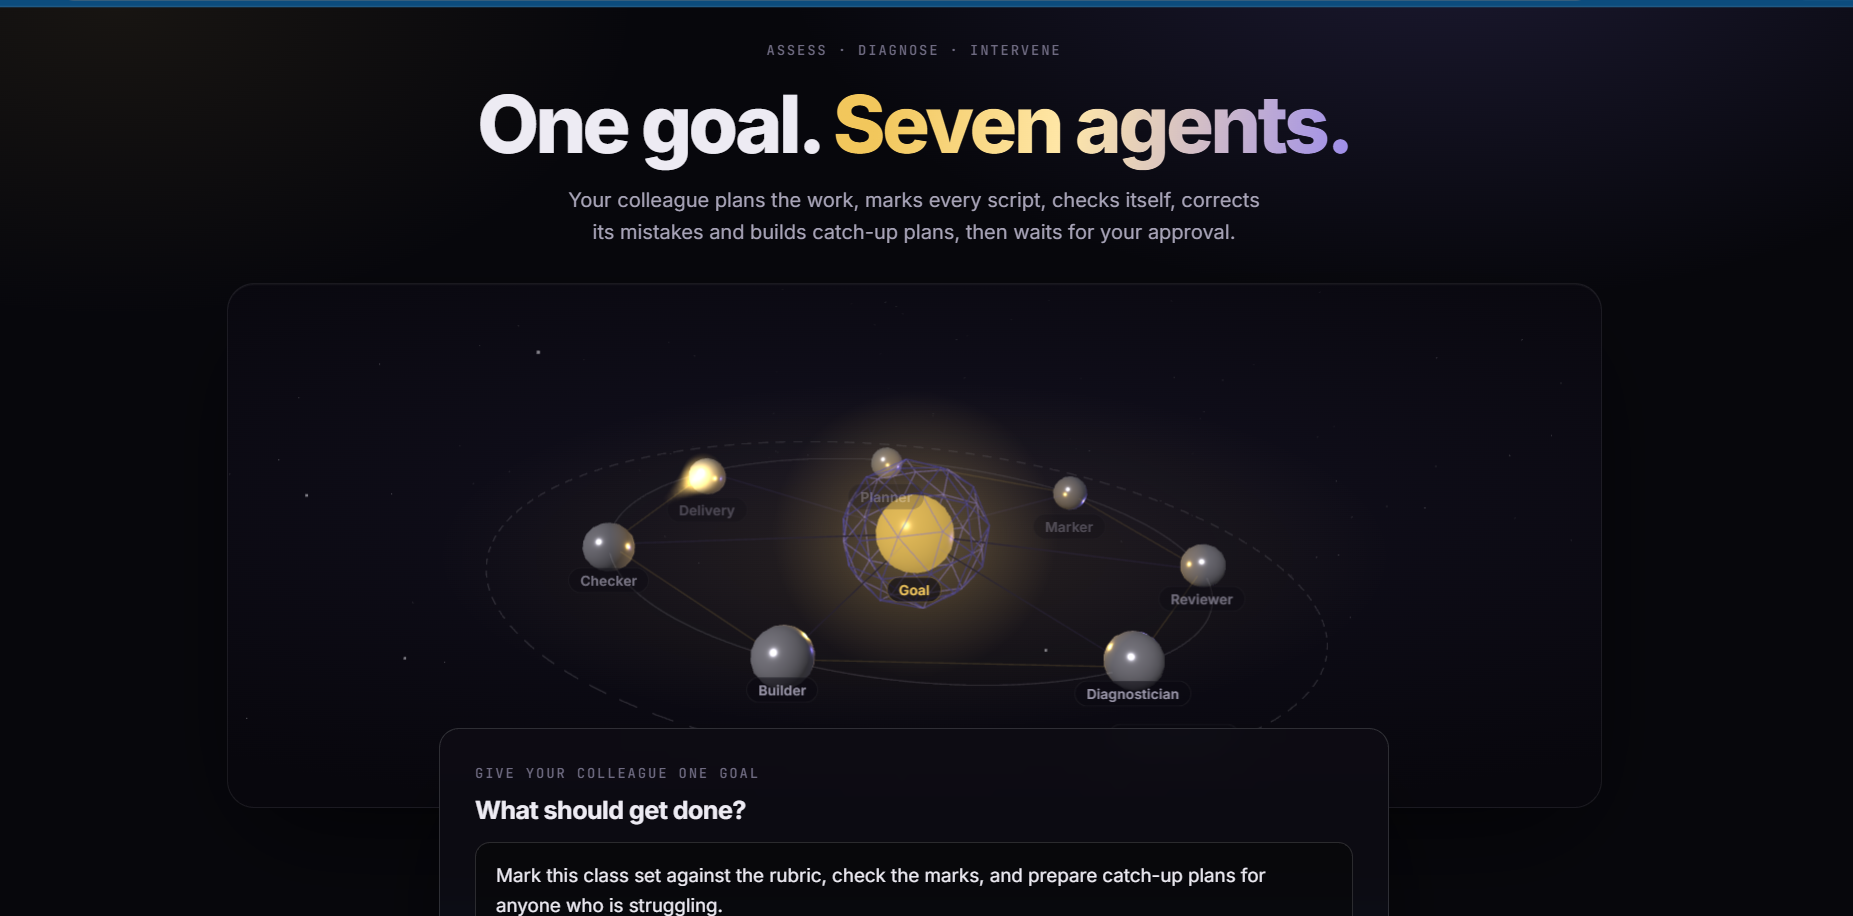 ASSESS · DIAGNOSE · INTERVENE
One goal. Seven agents.
Your colleague plans the work, marks every script, checks itself, corrects
its mistakes and builds catch-up plans, then waits for your approval.
Planner
Delivery
Marker
Checker
Goal
Reviewer
Builder
Diagnostician
GIVE YOUR COLLEAGUE ONE GOAL
What should get done?
Mark this class set against the rubric, check the marks, and prepare catch-up plans for
anyone who is struggling.